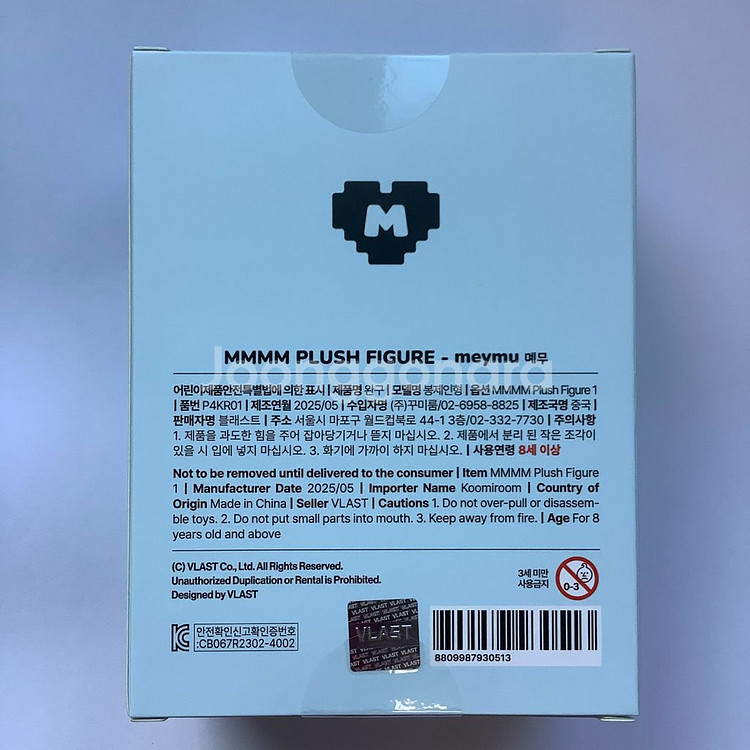 M
MMMM PLUSH FIGURE - meymu 몌무
loonagonara
어린이제품안전특별법에 의한 표시 | 제품명 완구 | 모델명 봉제인형 | 옵션 MMMM Plush Figure 1
| 품번 P4KR01 | 제조연월 2025/05 | 수입자명 (주)꾸미룸/02-6958-8825 | 제조국명 중국 |
판매자명 블래스트 | 주소 서울시 마포구 월드컵북로 44-1 3층/02-332-7730 | 주의사항
1. 제품을 과도한 힘을 주어 잡아당기거나 뜯지 마십시오. 2. 제품에서 분리 된 작은 조각이
있을 시 입에 넣지 마십시오. 3. 화기에 가까이 하지 마십시오. | 사용연령 8세 이상
Not to be removed until delivered to the consumer | Item MMMM Plush Figure
1 | Manufacturer Date 2025/05 | Importer Name Koomiroom | Country of
Origin Made in China | Seller VLAST | Cautions 1. Do not over-pull or disassem-
ble toys. 2. Do not put small parts into mouth. 3. Keep away from fire. | Age For 8
years old and above
(C) VLAST Co., Ltd. All Rights Reserved.
Unauthorized Duplication or Rental is Prohibited.
Designed by VLAST
3세 미만
사용금지
0-3
안전확인신고확인증번호
:CB067R2302-4002
VLAST
8809987930513